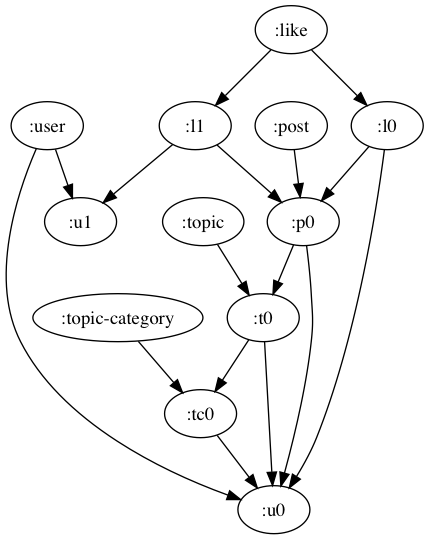 :like
:user
:l1
:post
:l0
:u1
:topic
:p0
:topic-category
:t0
:tc0
:u0